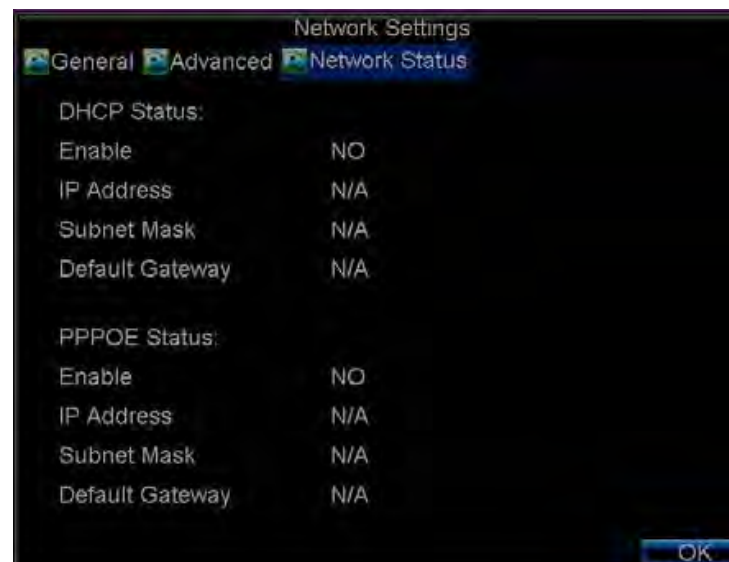 Network Settings
General Advanced Network Status
DHCP Status:
Enable NO
IP Address N/A
Subnet Mask N/A
Default Gateway N/A
PPPOE Status:
Enable NO
IP Address N/A
Subnet Mask N/A
Default Gateway N/A
OK